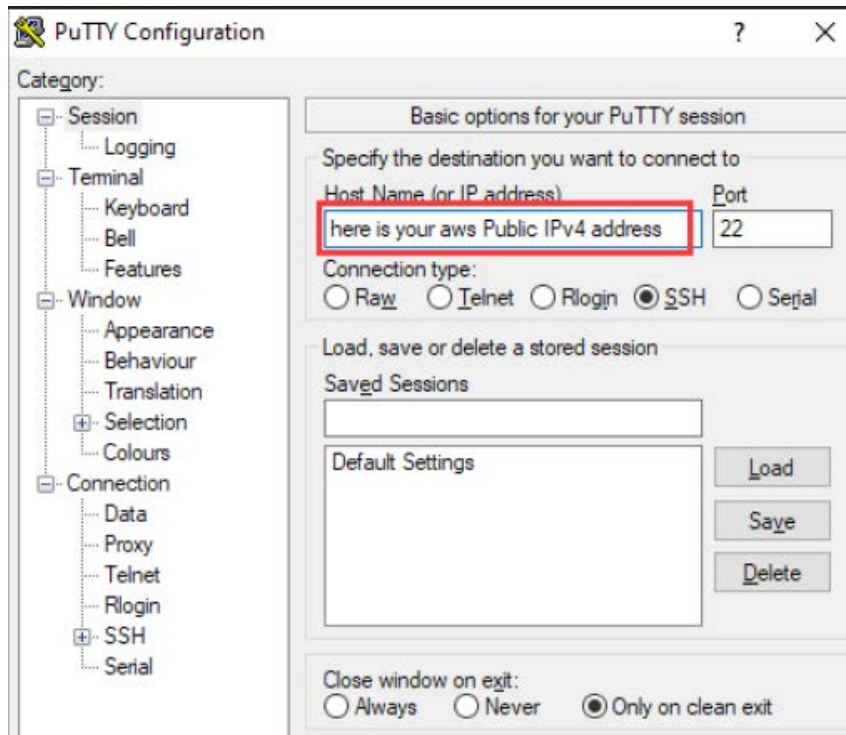 PuTTY Configuration
?
Category:
Session
Logging
Terminal
Keyboard
Bell
Features
Window
Appearance
Behaviour
Translation
Selection
Colours
Connection
Data
Proxy
Telnet
Rlogin
SSH
Serial
Basic options for your PuTTY session
Specify the destination you want to connect to
Host Name (or IP address) Port
here is your aws Public IPv4 address 22
Connection type:
Raw Telnet Rlogin SSH Serial
Load, save or delete a stored session
Saved Sessions
Default Settings
Load
Save
Delete
Close window on exit:
Always Never Only on clean exit